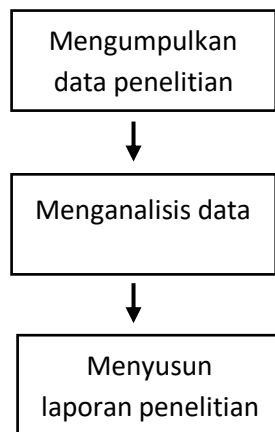 Mengumpulkan
data penelitian
Menganalisis data
Menyusun
laporan penelitian